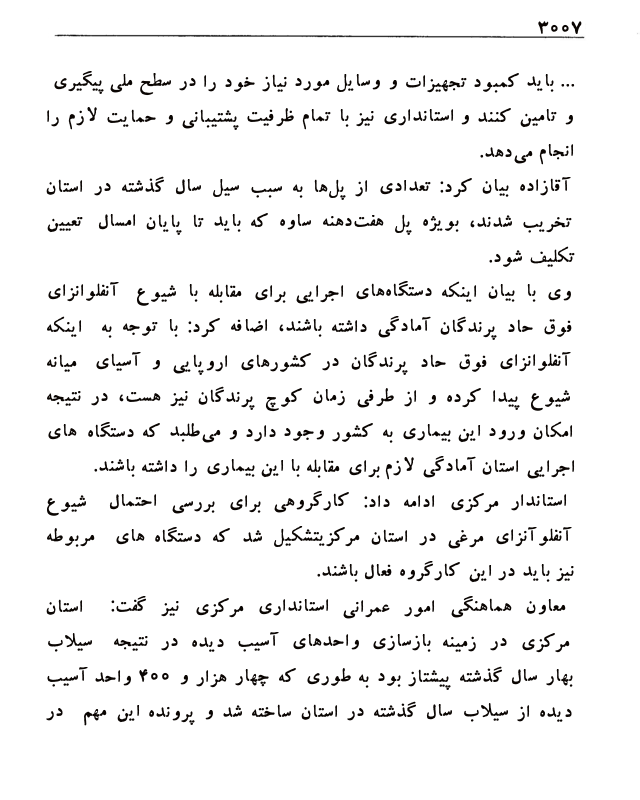 ۳۰۰۷
... باید کمبود تجهیزات و وسایل مورد نیاز خود را در سطح ملی پیگیری
و تامین کنند و استانداری نیز با تمام ظرفیت پشتیبانی و حمایت لازم را
انجام می‌دهد.
آقازاده بیان کرد: تعدادی از پل‌ها به سبب سیل سال گذشته در استان
تخریب شدند، بویژه پل هفت‌دهنه ساوه که باید تا پایان امسال تعیین
تکلیف شود.
وی با بیان اینکه دستگاه‌های اجرایی برای مقابله با شیوع آنفلوانزای
فوق حاد پرندگان آمادگی داشته باشند، اضافه کرد: با توجه به اینکه
آنفلوانزای فوق حاد پرندگان در کشورهای اروپایی و آسیای میانه
شیوع پیدا کرده و از طرفی زمان کوچ پرندگان نیز هست، در نتیجه
امکان ورود این بیماری به کشور وجود دارد و می‌طلبد که دستگاه های
اجرایی استان آمادگی لازم برای مقابله با این بیماری را داشته باشند.
استاندار مرکزی ادامه داد: کارگروهی برای بررسی احتمال شیوع
آنفلوآنزای مرغی در استان مرکزیتشکیل شد که دستگاه های مربوطه
نیز باید در این کارگروه فعال باشند.
معاون هماهنگی امور عمرانی استانداری مرکزی نیز گفت: استان
مرکزی در زمینه بازسازی واحدهای آسیب دیده در نتیجه سیلاب
بهار سال گذشته پیشتاز بود به طوری که چهار هزار و ۴۰۰ واحد آسیب
دیده از سیلاب سال گذشته در استان ساخته شد و پرونده این مهم در